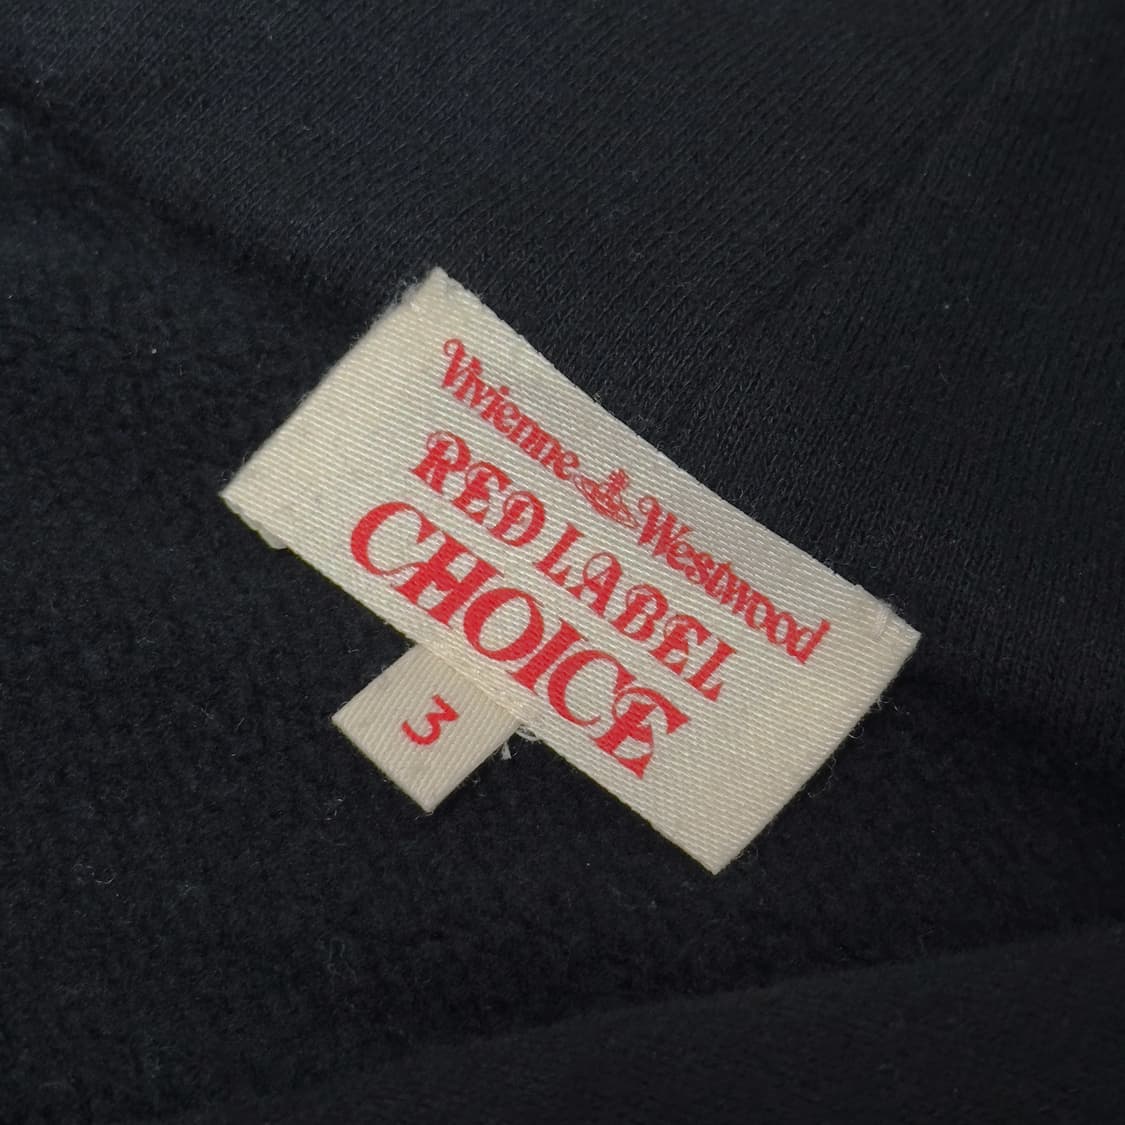 Vivienne Westwood
RED LABEL
CHOICE
3